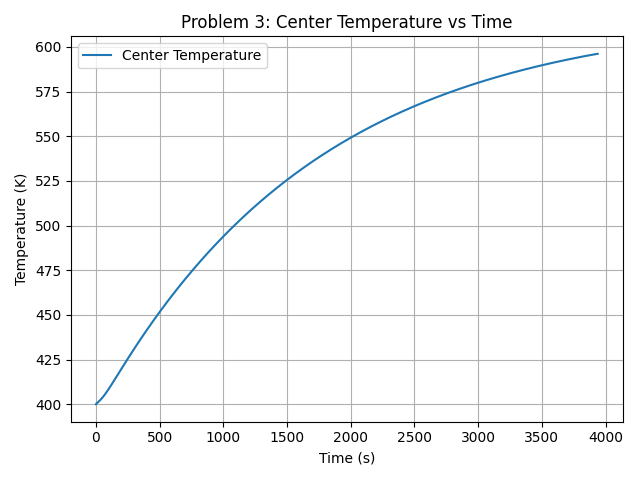 Problem 3: Center Temperature vs Time
Center Temperature
Temperature (K)
600
575
550
525
500
475
450
425
400
0 500 1000 1500 2000 2500 3000 3500 4000
Time (s)